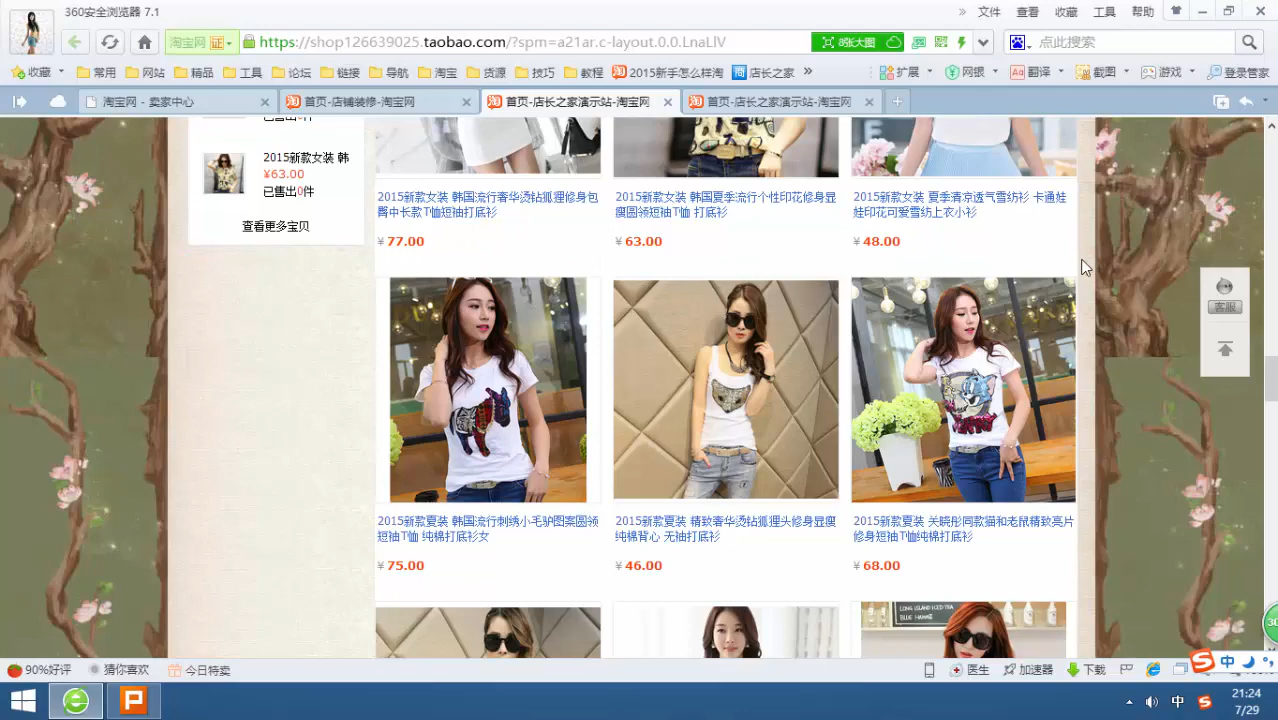 360安全浏览器 7.1
» 文件 查看 收藏 工具 帮助
淘宝网 证
https://shop126639025.taobao.com/?spm=a21ar.c-layout.0.0.LnaLlV
8张大图
点此搜索
收藏 常用 网站 精品 工具 论坛 链接 导航 淘宝 货源 技巧 教程 2015新手怎么样淘 店长之家 »
扩展 网银 翻译 截图 游戏 登录管家
淘宝网 - 卖家中心
首页-店铺装修-淘宝网
首页-店长之家演示站-淘宝网
首页-店长之家演示站-淘宝网
已售出0件
2015新款女装 韩
¥63.00
已售出0件
查看更多宝贝
2015新款女装 韩国流行奢华烫钻狐狸修身包
臀中长款T恤短袖打底衫
¥ 77.00
2015新款女装 韩国夏季流行个性印花修身显
瘦圆领短袖T恤 打底衫
¥ 63.00
2015新款女装 夏季清凉透气雪纺衫 卡通娃
娃印花可爱雪纺上衣小衫
¥ 48.00
客服
2015新款夏装 韩国流行刺绣小毛驴图案圆领
短袖T恤 纯棉打底衫女
¥ 75.00
2015新款夏装 精致奢华烫钻狐狸头修身显瘦
纯棉背心 无袖打底衫
¥ 46.00
2015新款夏装 关晓彤同款猫和老鼠精致亮片
修身短袖T恤纯棉打底衫
¥ 68.00
LONG ISLAND ICED TEA
BLUE HAWAII
30
90%好评 猜你喜欢 今日特卖
医生 加速器 下载
中
中
21:24
7/29